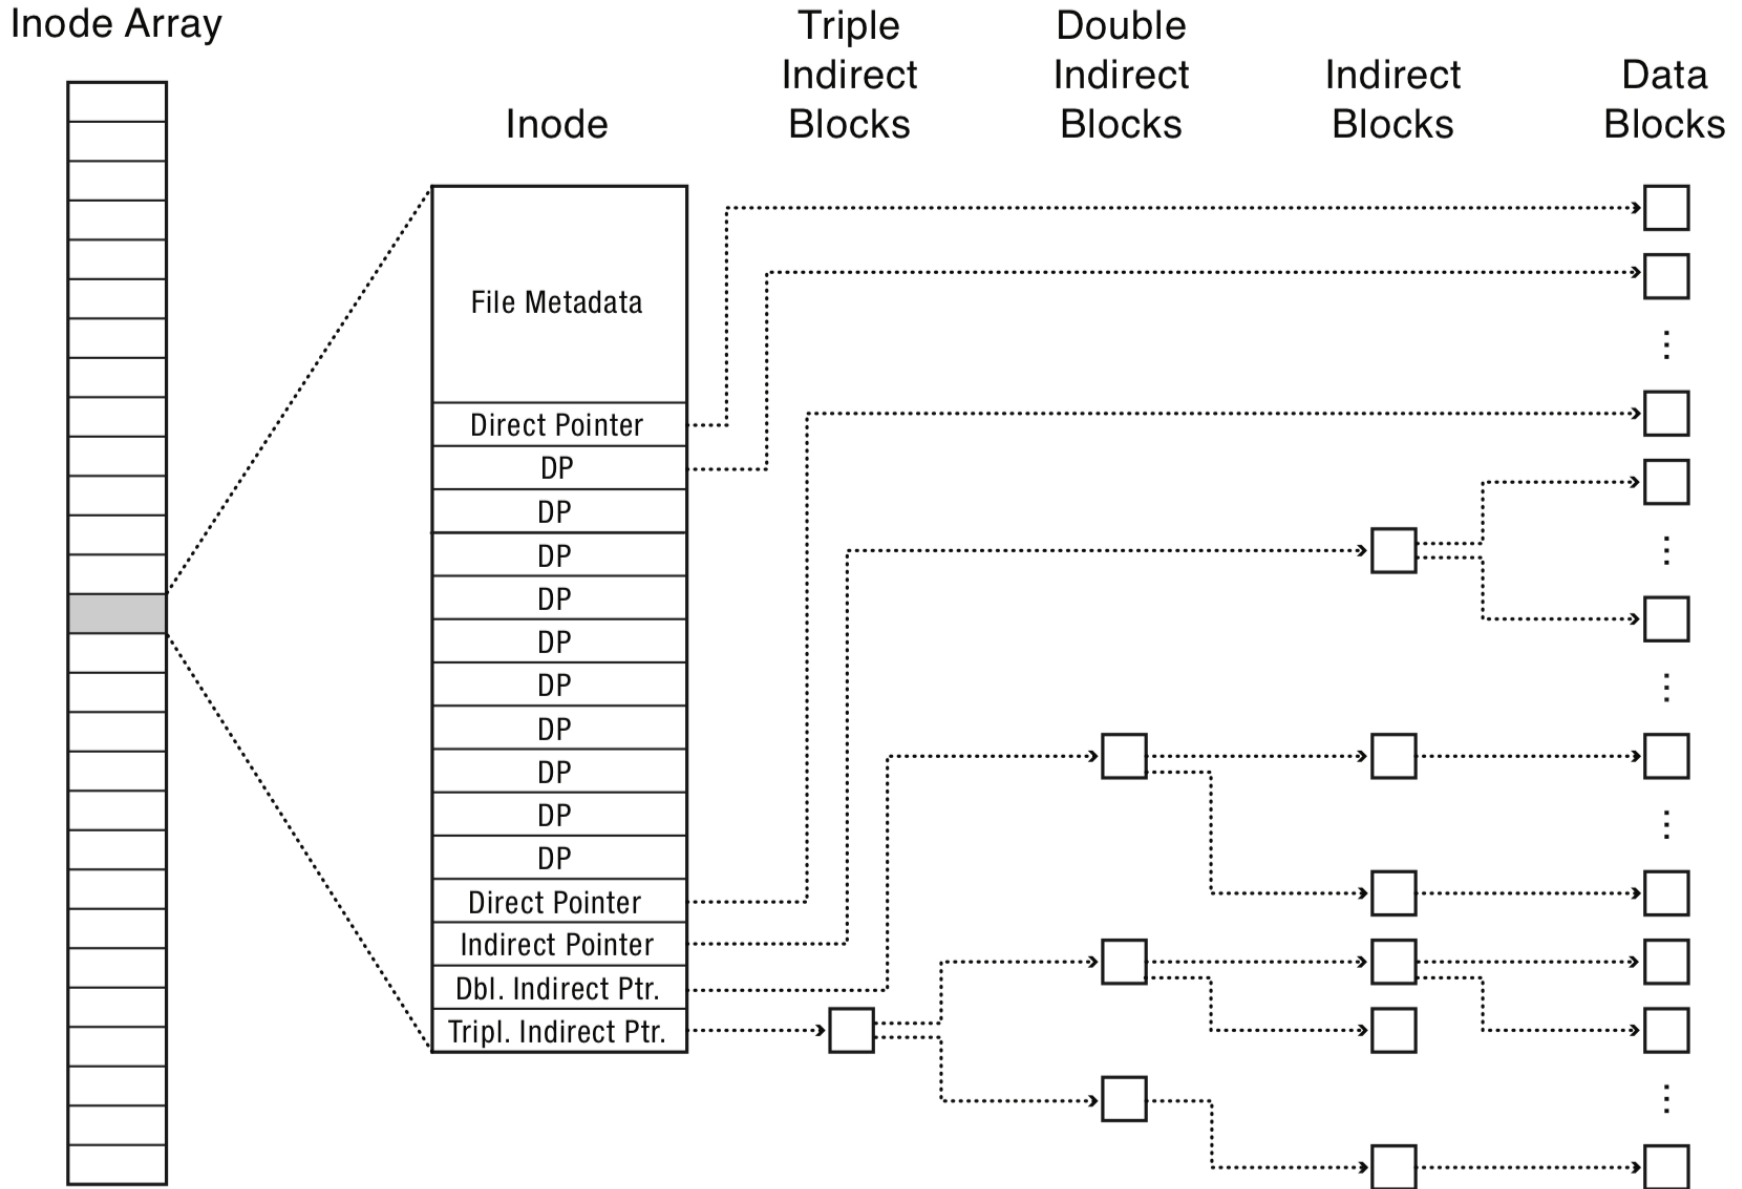 Inode Array
Inode
Triple
Indirect
Blocks
Double
Indirect
Blocks
Indirect
Blocks
Data
Blocks
File Metadata
Direct Pointer
DP
DP
DP
DP
DP
DP
DP
DP
DP
DP
Direct Pointer
Indirect Pointer
Dbl. Indirect Ptr.
Tripl. Indirect Ptr.